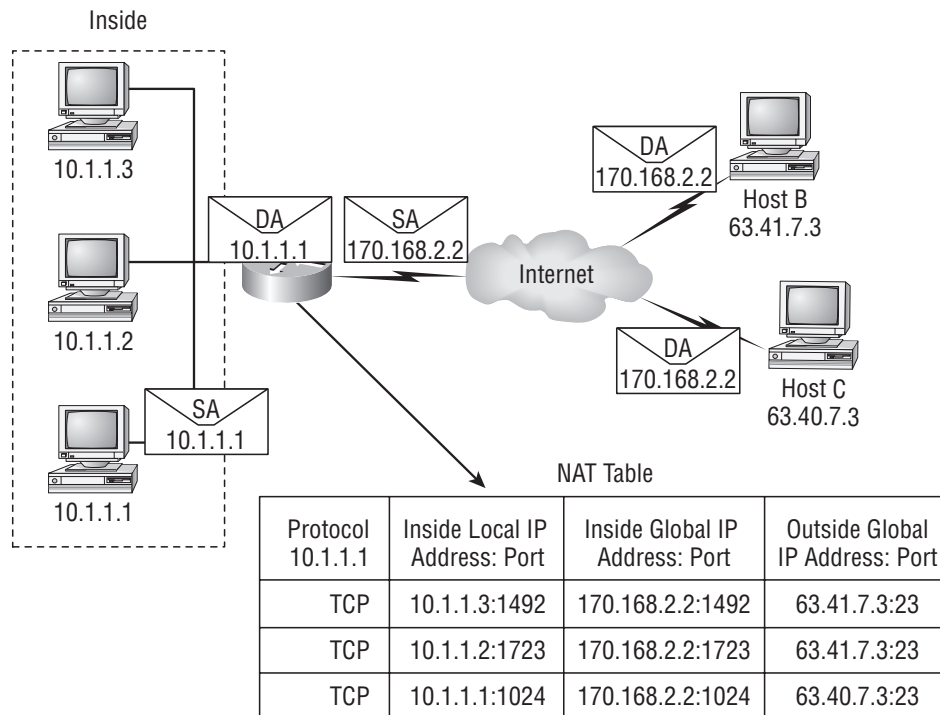 Inside
10.1.1.3
10.1.1.2
10.1.1.1
SA
10.1.1.1
DA
10.1.1.1
SA
170.168.2.2
Internet
DA
170.168.2.2
Host B
63.41.7.3
DA
170.168.2.2
Host C
63.40.7.3
NAT Table
Protocol
10.1.1.1
Inside Local IP
Address: Port
Inside Global IP
Address: Port
Outside Global
IP Address: Port
TCP 10.1.1.3:1492 170.168.2.2:1492 63.41.7.3:23
TCP 10.1.1.2:1723 170.168.2.2:1723 63.41.7.3:23
TCP 10.1.1.1:1024 170.168.2.2:1024 63.40.7.3:23